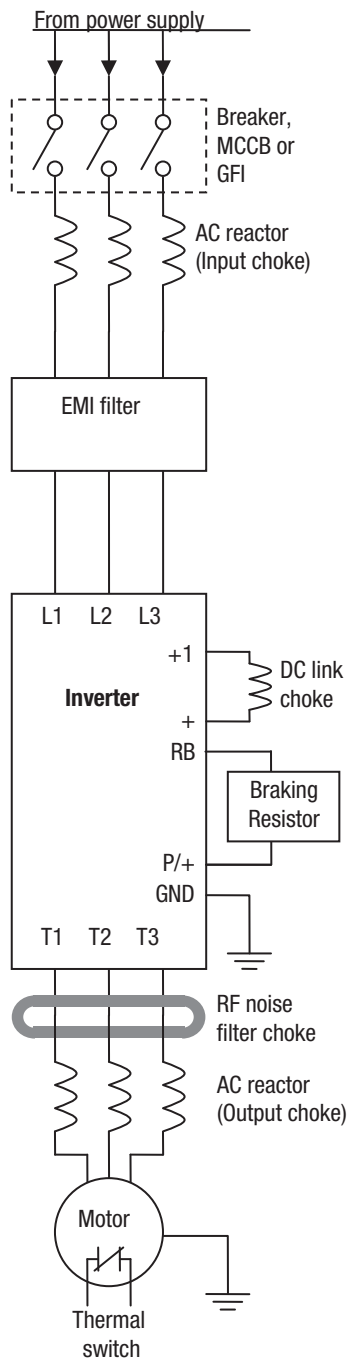 From power supply
Breaker,
MCCB or
GFI
AC reactor
(Input choke)
EMI filter
L1 L2 L3
+1
Inverter
DC link
choke
+
RB
Braking
Resistor
P/+
GND
T1 T2 T3
RF noise
filter choke
AC reactor
(Output choke)
Motor
Thermal
switch